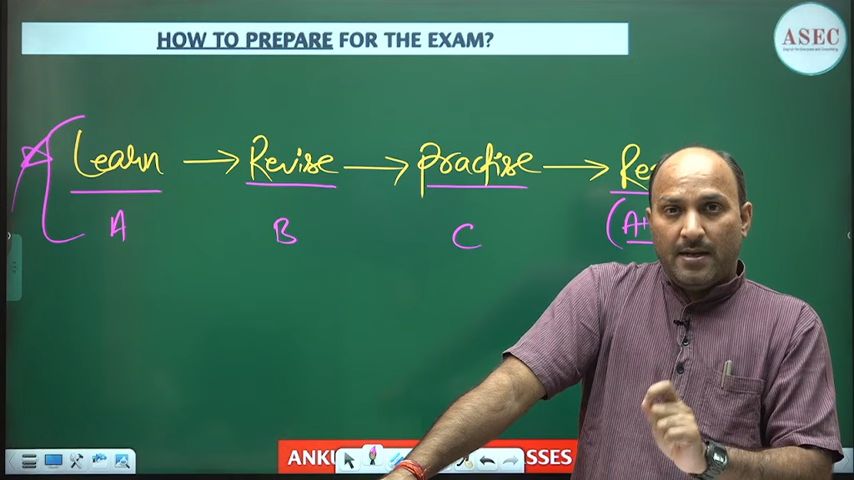 HOW TO PREPARE FOR THE EXAM?
ASEC
Learn → Revise → Practise → Re
A B C (A+
ANKU
SSES